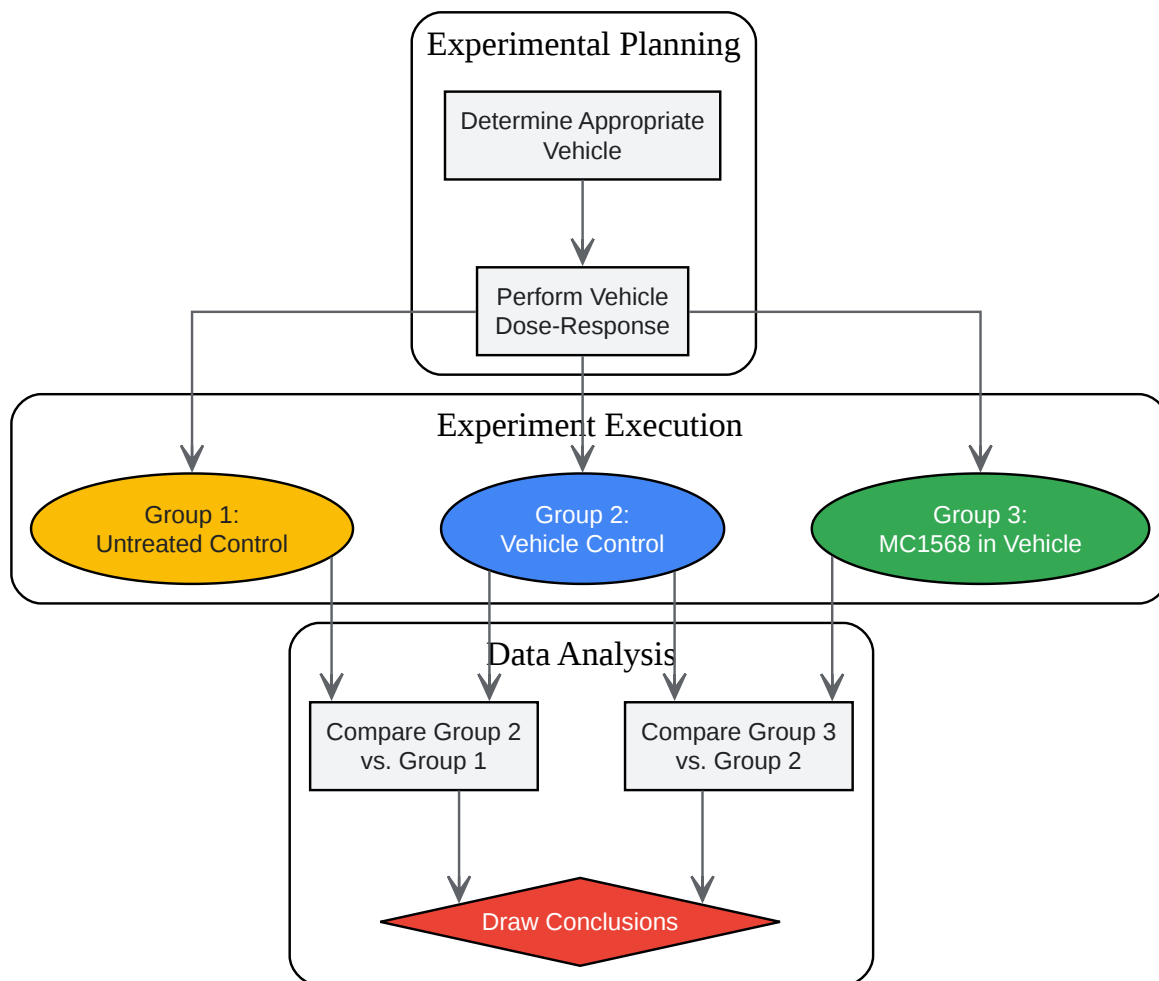 Experimental Planning
Determine Appropriate
Vehicle
Perform Vehicle
Dose-Response
Experiment Execution
Group 1:
Untreated Control
Group 2:
Vehicle Control
Group 3:
MC1568 in Vehicle
Data Analysis
Compare Group 2
vs. Group 1
Compare Group 3
vs. Group 2
Draw Conclusions